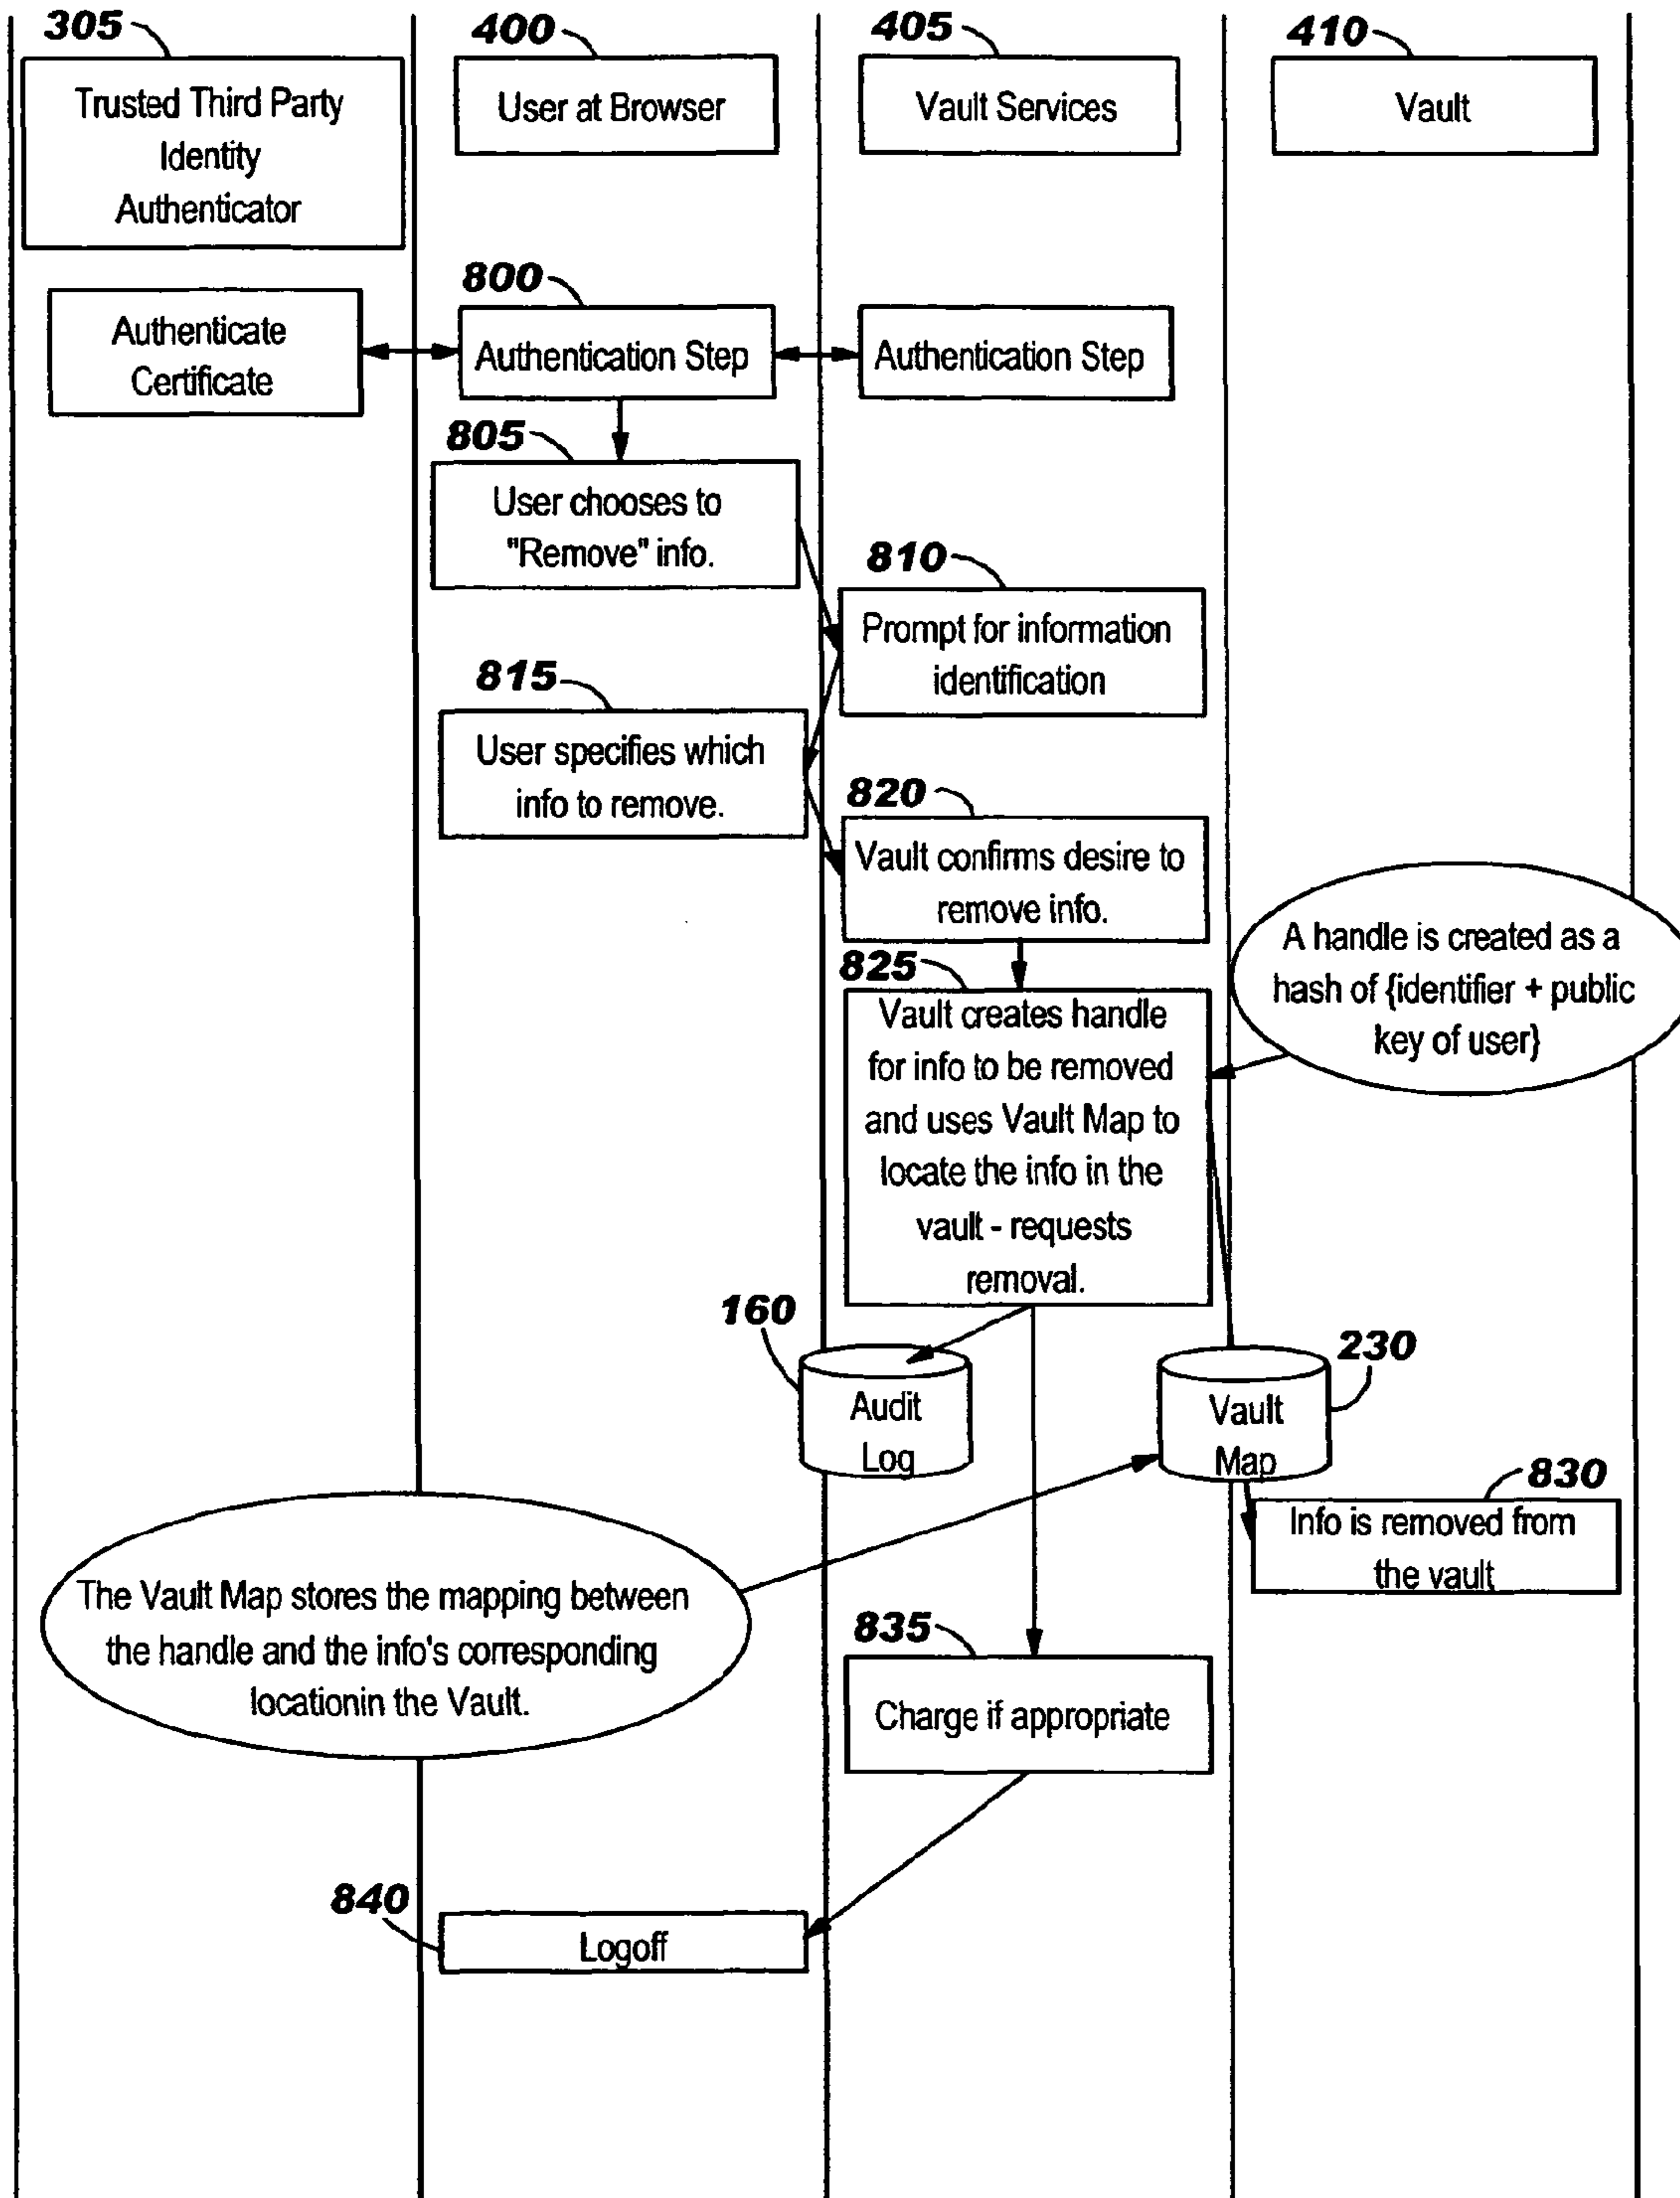 305
400
405
410
Trusted Third Party
Identity
Authenticator
User at Browser
Vault Services
Vault
800
Authenticate
Certificate
Authentication Step
Authentication Step
805
User chooses to
"Remove" info.
810
Prompt for information
identification
815
User specifies which
info to remove.
820
Vault confirms desire to
remove info.
A handle is created as a
hash of {identifier + public
key of user}
825
Vault creates handle
for info to be removed
and uses Vault Map to
locate the info in the
vault - requests
removal.
160
Audit
Log
230
Vault
Map
830
Info is removed from
the vault
The Vault Map stores the mapping between
the handle and the info's corresponding
locationin the Vault.
835
Charge if appropriate
840
Logoff